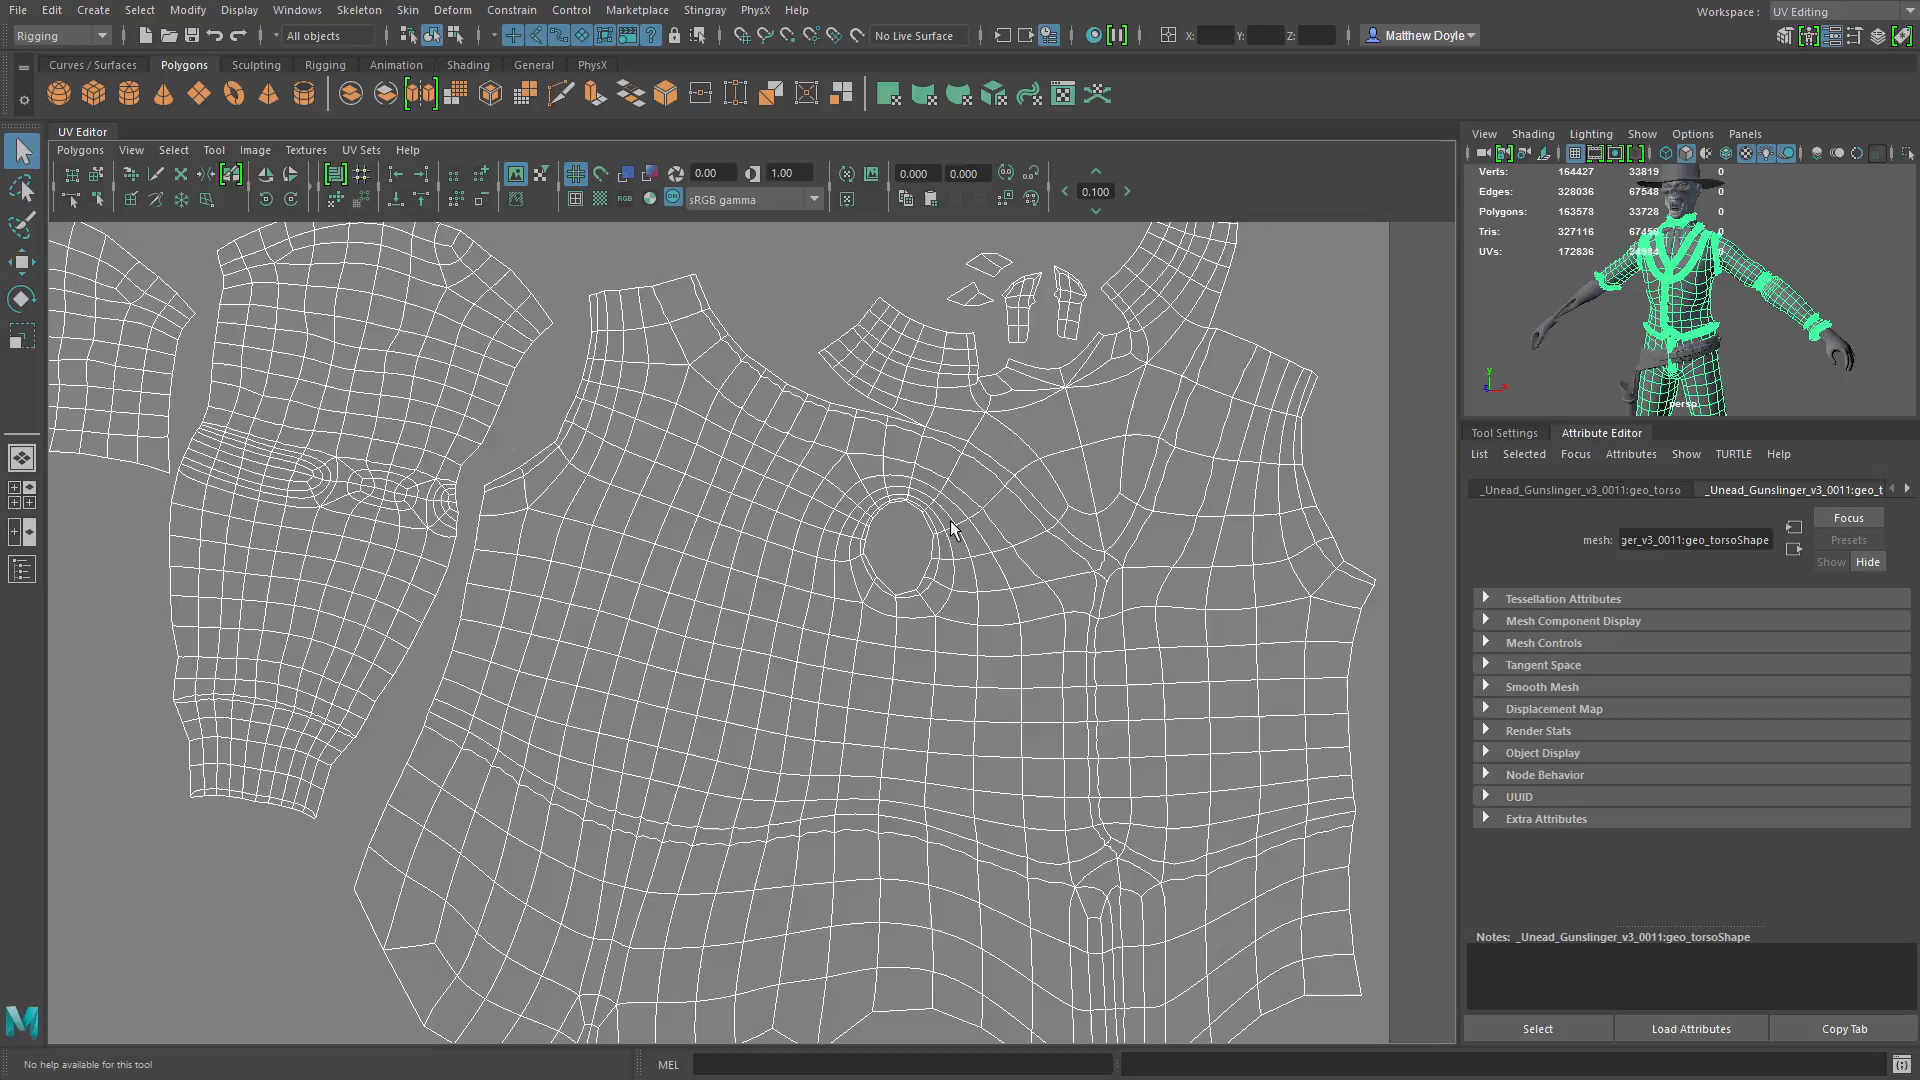 File Edit Create Select Modify Display Windows Skeleton Skin Deform Constrain Control Marketplace Stingray PhysX Help
Workspace : UV Editing
Rigging All objects No Live Surface X: Y: Z: Matthew Doyle
Curves / Surfaces Polygons Sculpting Rigging Animation Shading General PhysX
UV Editor
Polygons View Select Tool Image Textures UV Sets Help
0.00 1.00 0.000 0.000
RGB ON sRGB gamma 0.100
View Shading Lighting Show Options Panels
Verts: 164427 33819 0
Edges: 328036 67548 0
Polygons: 163578 33728 0
Tris: 327116 0
UVs: 172836 0
y
z x
persp
Tool Settings Attribute Editor
List Selected Focus Attributes Show TURTLE Help
_Unead_Gunslinger_v3_0011:geo_torso _Unead_Gunslinger_v3_0011:geo_t
mesh: ger_v3_0011:geo_torsoShape
Focus
Presets
Show Hide
Tessellation Attributes
Mesh Component Display
Mesh Controls
Tangent Space
Smooth Mesh
Displacement Map
Render Stats
Object Display
Node Behavior
UUID
Extra Attributes
Notes: _Unead_Gunslinger_v3_0011:geo_torsoShape
Select Load Attributes Copy Tab
No help available for this tool
MEL